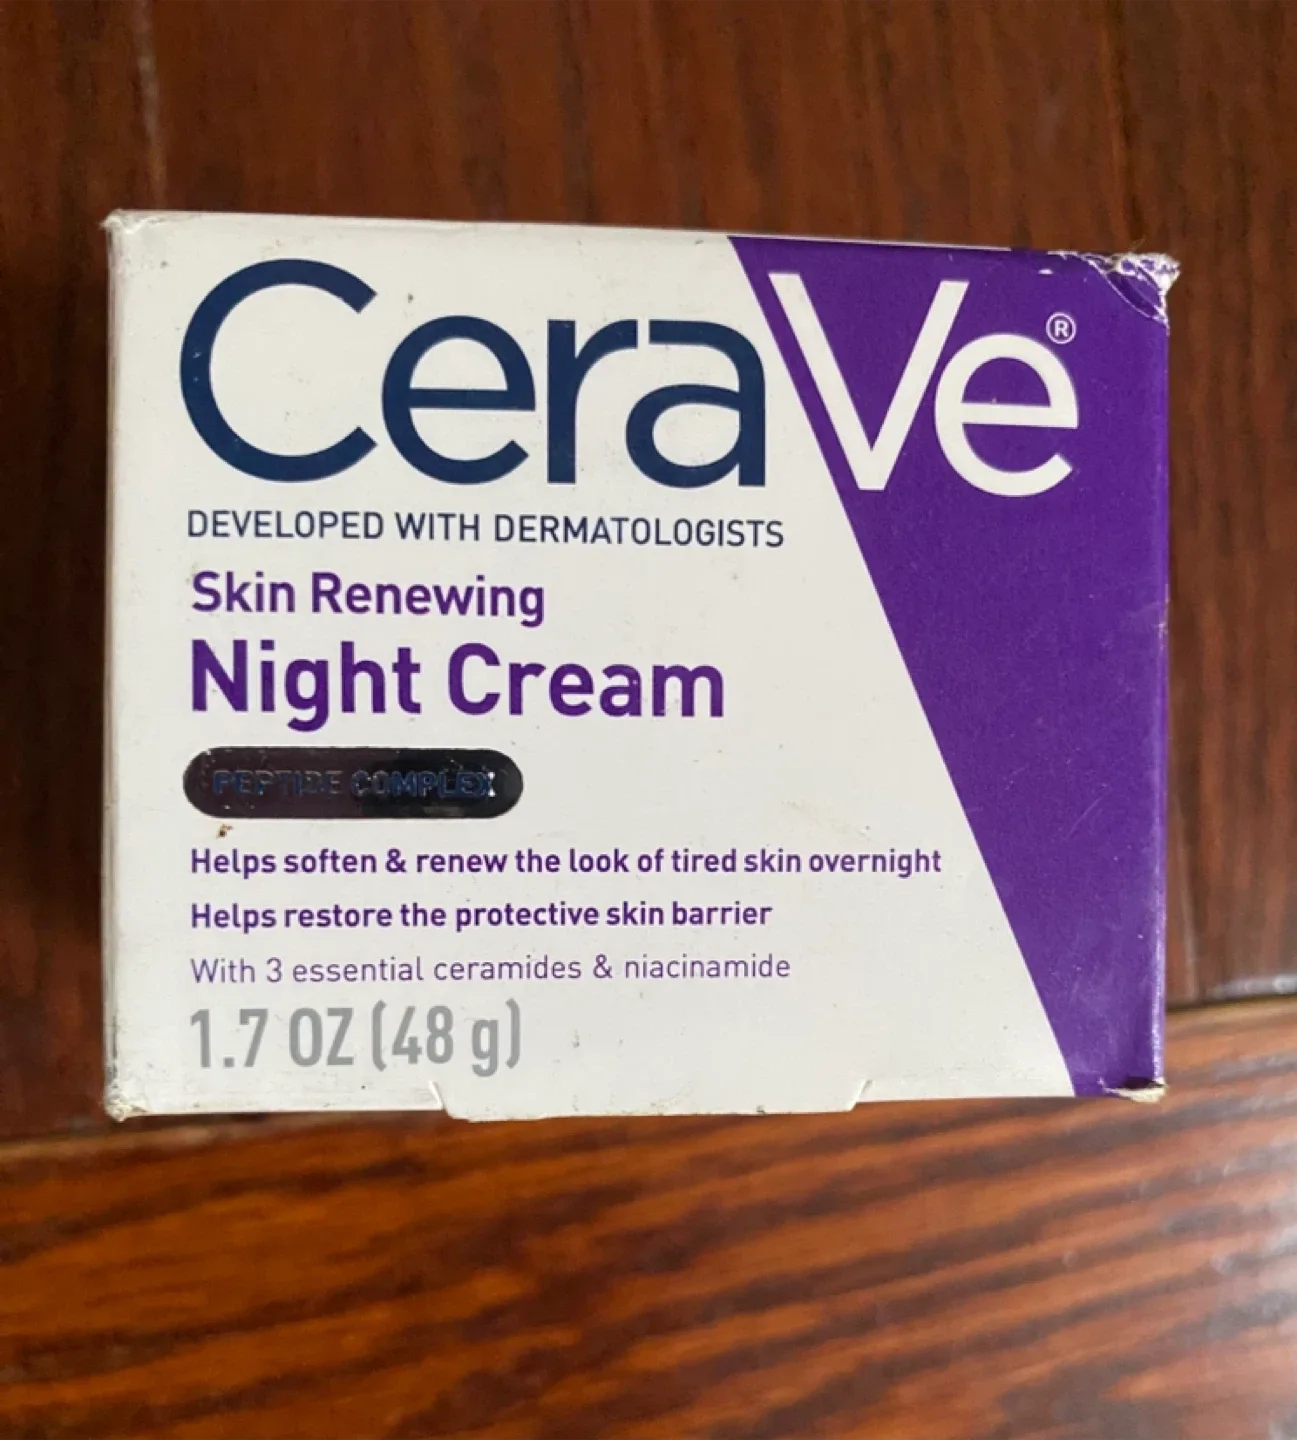 CeraVe®
DEVELOPED WITH DERMATOLOGISTS
Skin Renewing
Night Cream
PEPTIDE COMPLEX
Helps soften & renew the look of tired skin overnight
Helps restore the protective skin barrier
With 3 essential ceramides & niacinamide
1.7 OZ (48 g)